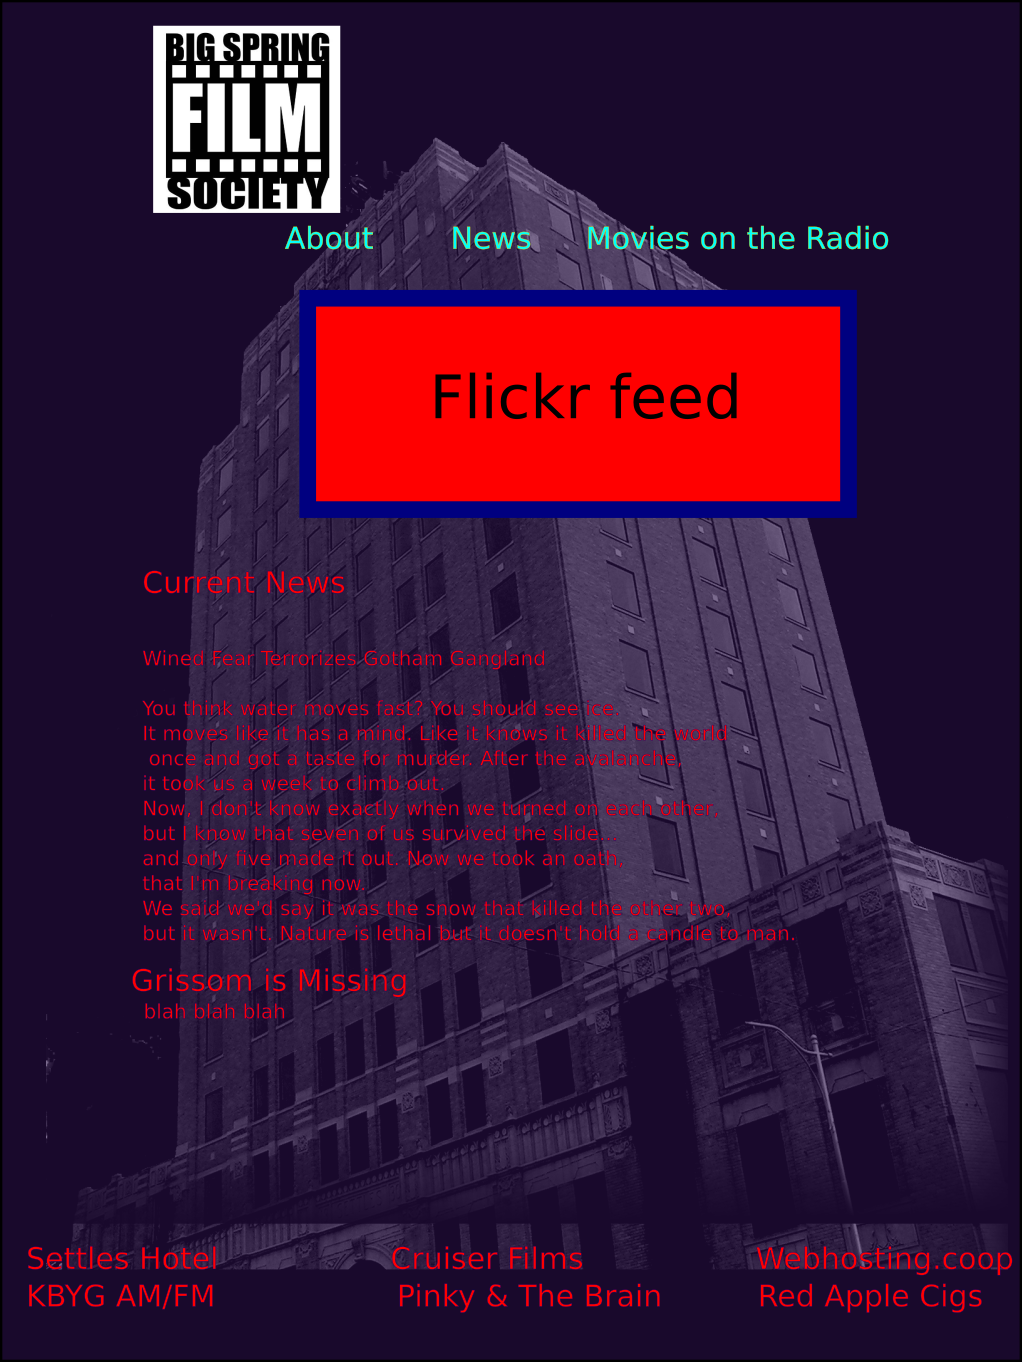 BIG SPRING
FILM
SOCIETY
About News Movies on the Radio
Flickr feed
Current News
Wined Fear Terrorizes Gotham Gangland
You think water moves fast? You should see ice.
It moves like it has a mind. Like it knows it killed the world
once and got a taste for murder. After the avalanche,
it took us a week to climb out.
Now, I don't know exactly when we turned on each other,
but I know that seven of us survived the slide...
and only five made it out. Now we took an oath,
that I'm breaking now.
We said we'd say it was the snow that killed the other two,
but it wasn't. Nature is lethal but it doesn't hold a candle to man.
Grissom is Missing
blah blah blah
Settles Hotel Cruiser Films Webhosting.coop
KBYG AM/FM Pinky & The Brain Red Apple Cigs